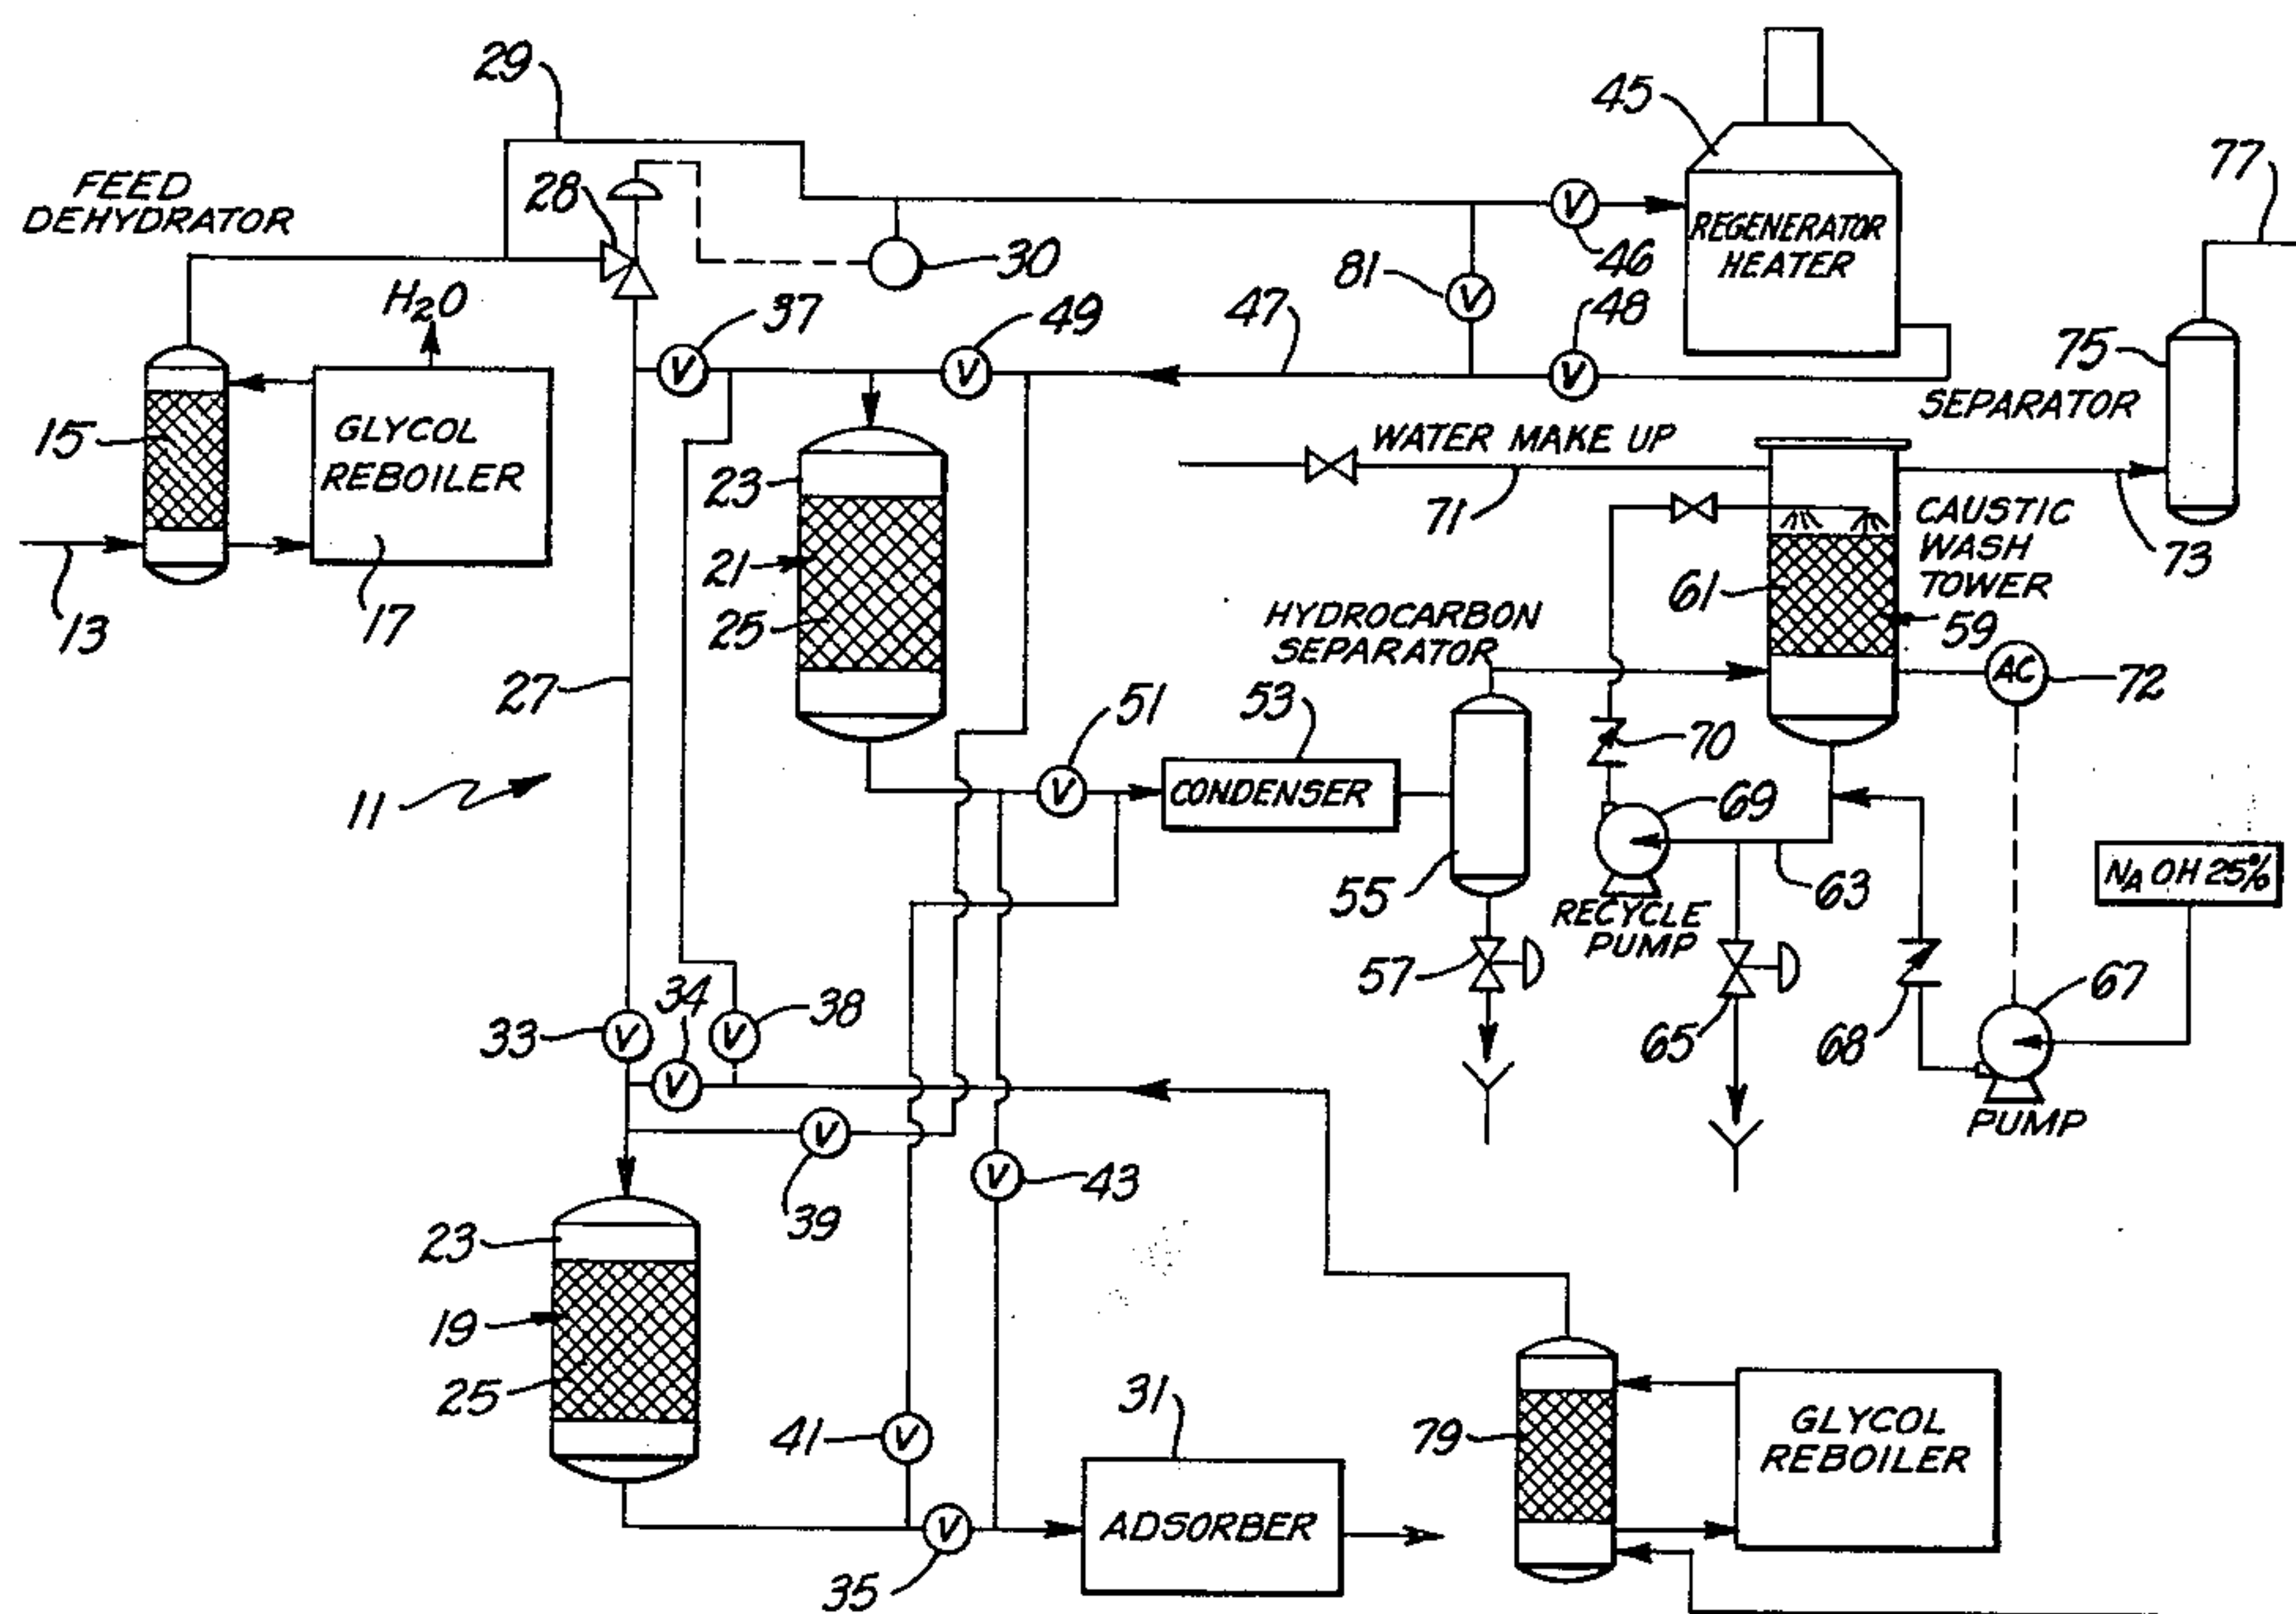 29
45
77
FEED
DEHYDRATOR
28
REGENERATOR
HEATER
30
46
81
H2O
37
49
47
48
75
SEPARATOR
15
GLYCOL
REBOILER
WATER MAKE UP
23
71
CAUSTIC
WASH
TOWER
73
21
61
13
17
25
HYDROCARBON
SEPARATOR
59
AC
72
27
51
53
70
11
CONDENSER
69
55
63
NA OH 25%
RECYCLE
PUMP
57
34
38
33
65
68
67
PUMP
V
V
V
V
V
V
V
V
V
V
V
V
V
39
43
23
19
25
41
31
79
GLYCOL
REBOILER
ADSORBER
35